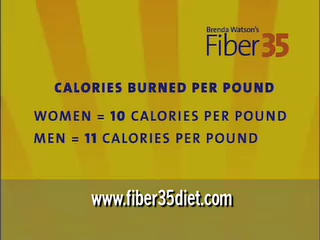 Brenda Watson's
Fiber35
CALORIES BURNED PER POUND
WOMEN = 10 CALORIES PER POUND
MEN = 11 CALORIES PER POUND
www.fiber35diet.com